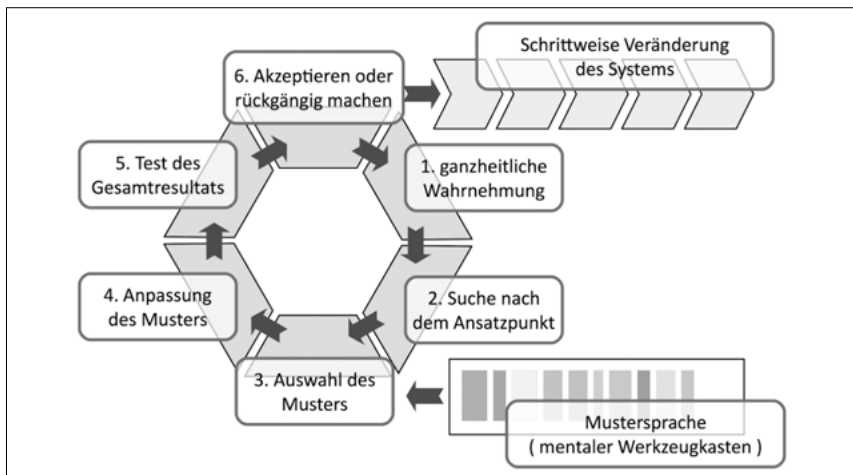 Schrittweise Veränderung
des Systems
6. Akzeptieren oder
rückgängig machen
5. Test des
Gesamtresultats
1. ganzheitliche
Wahrnehmung
4. Anpassung
des Musters
2. Suche nach
dem Ansatzpunkt
3. Auswahl des
Musters
Mustersprache
( mentaler Werkzeugkasten )